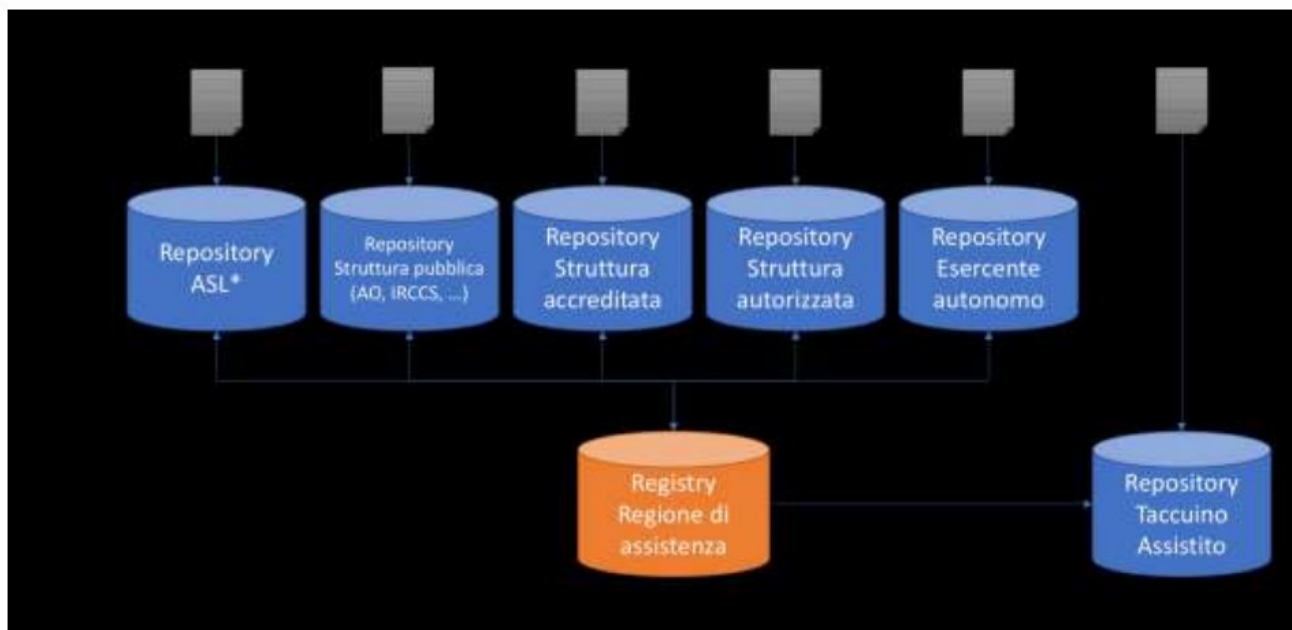 Repository
ASL*
Repository
Struttura pubblica
(AO, IRCCS, ...)
Repository
Struttura
accreditata
Repository
Struttura
autorizzata
Repository
Esercente
autonomo
Registry
Regione di
assistenza
Repository
Taccuino
Assistito